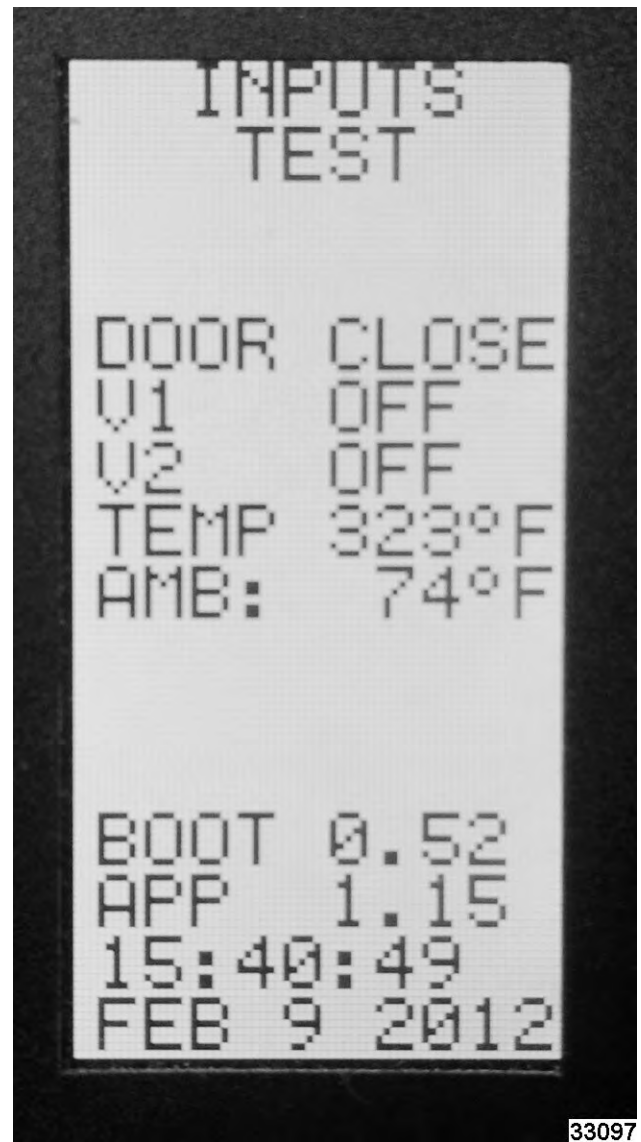 INPUTS
TEST
DOOR CLOSE
V1 OFF
V2 OFF
TEMP 323°F
AMB: 74°F
BOOT 0.52
APP 1.15
15:40:49
FEB 9 2012
33097